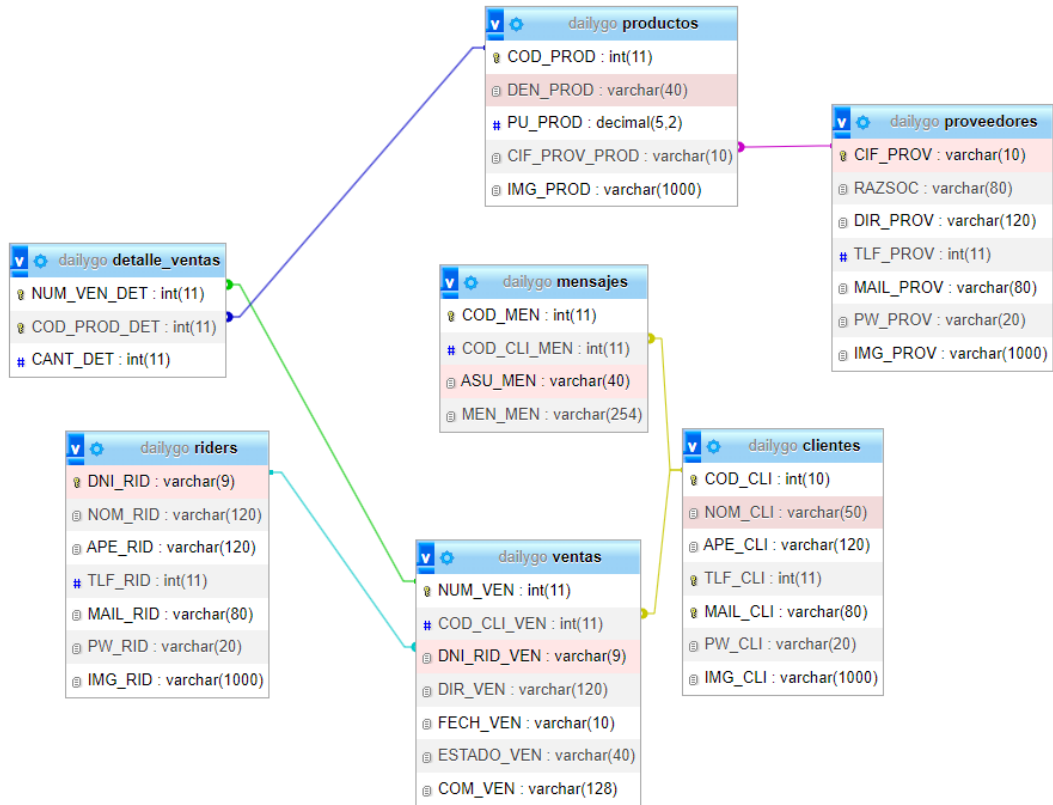 v dailygo productos
COD_PROD : int(11)
DEN_PROD : varchar(40)
# PU_PROD : decimal(5,2)
CIF_PROV_PROD : varchar(10)
IMG_PROD : varchar(1000)
v dailygo proveedores
CIF_PROV : varchar(10)
RAZSOC : varchar(80)
DIR_PROV : varchar(120)
# TLF_PROV : int(11)
MAIL_PROV : varchar(80)
PW_PROV : varchar(20)
IMG_PROV : varchar(1000)
v dailygo detalle_ventas
NUM_VEN_DET : int(11)
COD_PROD_DET : int(11)
# CANT_DET : int(11)
v dailygo mensajes
COD_MEN : int(11)
# COD_CLI_MEN : int(11)
ASU_MEN : varchar(40)
MEN_MEN : varchar(254)
v dailygo riders
DNI_RID : varchar(9)
NOM_RID : varchar(120)
APE_RID : varchar(120)
# TLF_RID : int(11)
MAIL_RID : varchar(80)
PW_RID : varchar(20)
IMG_RID : varchar(1000)
v dailygo clientes
COD_CLI : int(10)
NOM_CLI : varchar(50)
APE_CLI : varchar(120)
TLF_CLI : int(11)
MAIL_CLI : varchar(80)
PW_CLI : varchar(20)
IMG_CLI : varchar(1000)
v dailygo ventas
NUM_VEN : int(11)
# COD_CLI_VEN : int(11)
DNI_RID_VEN : varchar(9)
DIR_VEN : varchar(120)
FECH_VEN : varchar(10)
ESTADO_VEN : varchar(40)
COM_VEN : varchar(128)